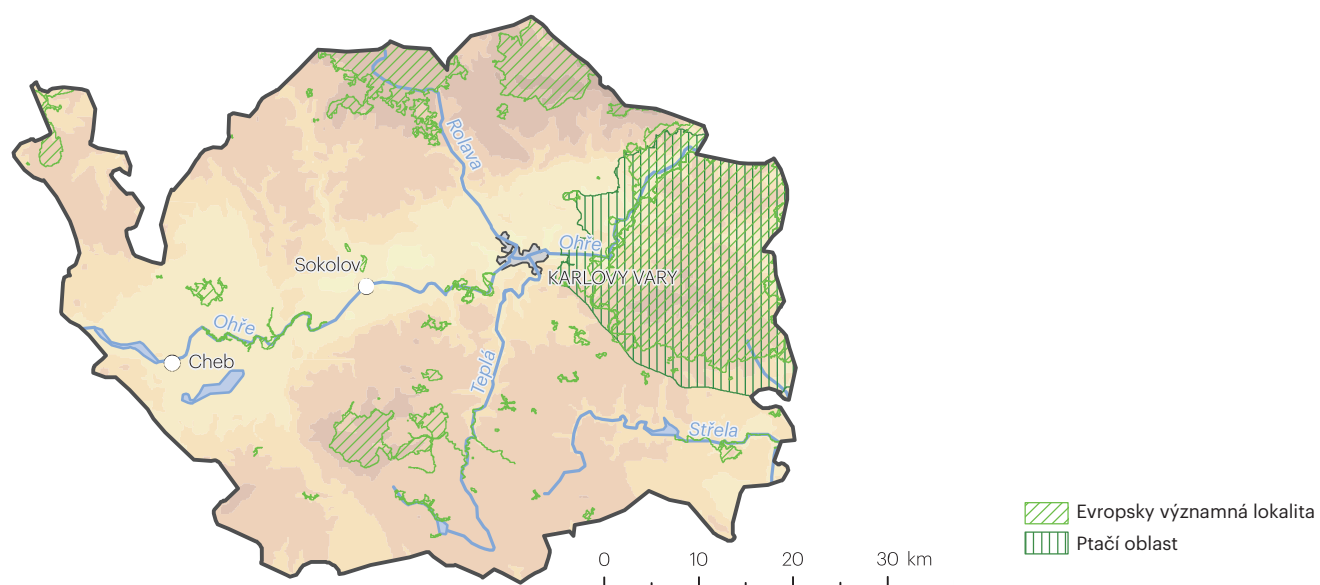 Rolava
Ohře
KARLOVY VARY
Sokolov
Ohře
Cheb
Teplá
Střela
Evropsky významná lokalita
Ptačí oblast
0 10 20 30 km